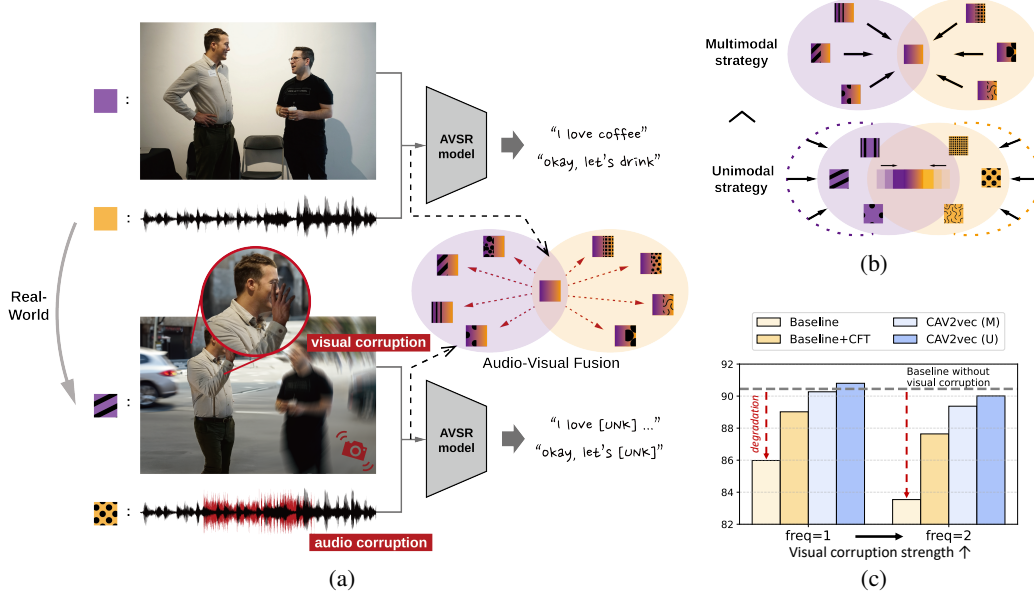 :
AVSR
model
"I love coffee"
"okay, let's drink"
:
Real-
World
visual corruption
Audio-Visual Fusion
:
AVSR
model
"I love [UNK] ..."
"okay, let's [UNK]"
:
audio corruption
(a)
Multimodal
strategy
Unimodal
strategy
(b)
Baseline
Baseline+CFT
CAV2vec (M)
CAV2vec (U)
92
90
88
86
84
82
Baseline without
visual corruption
degradation
freq=1
freq=2
Visual corruption strength ↑
(c)